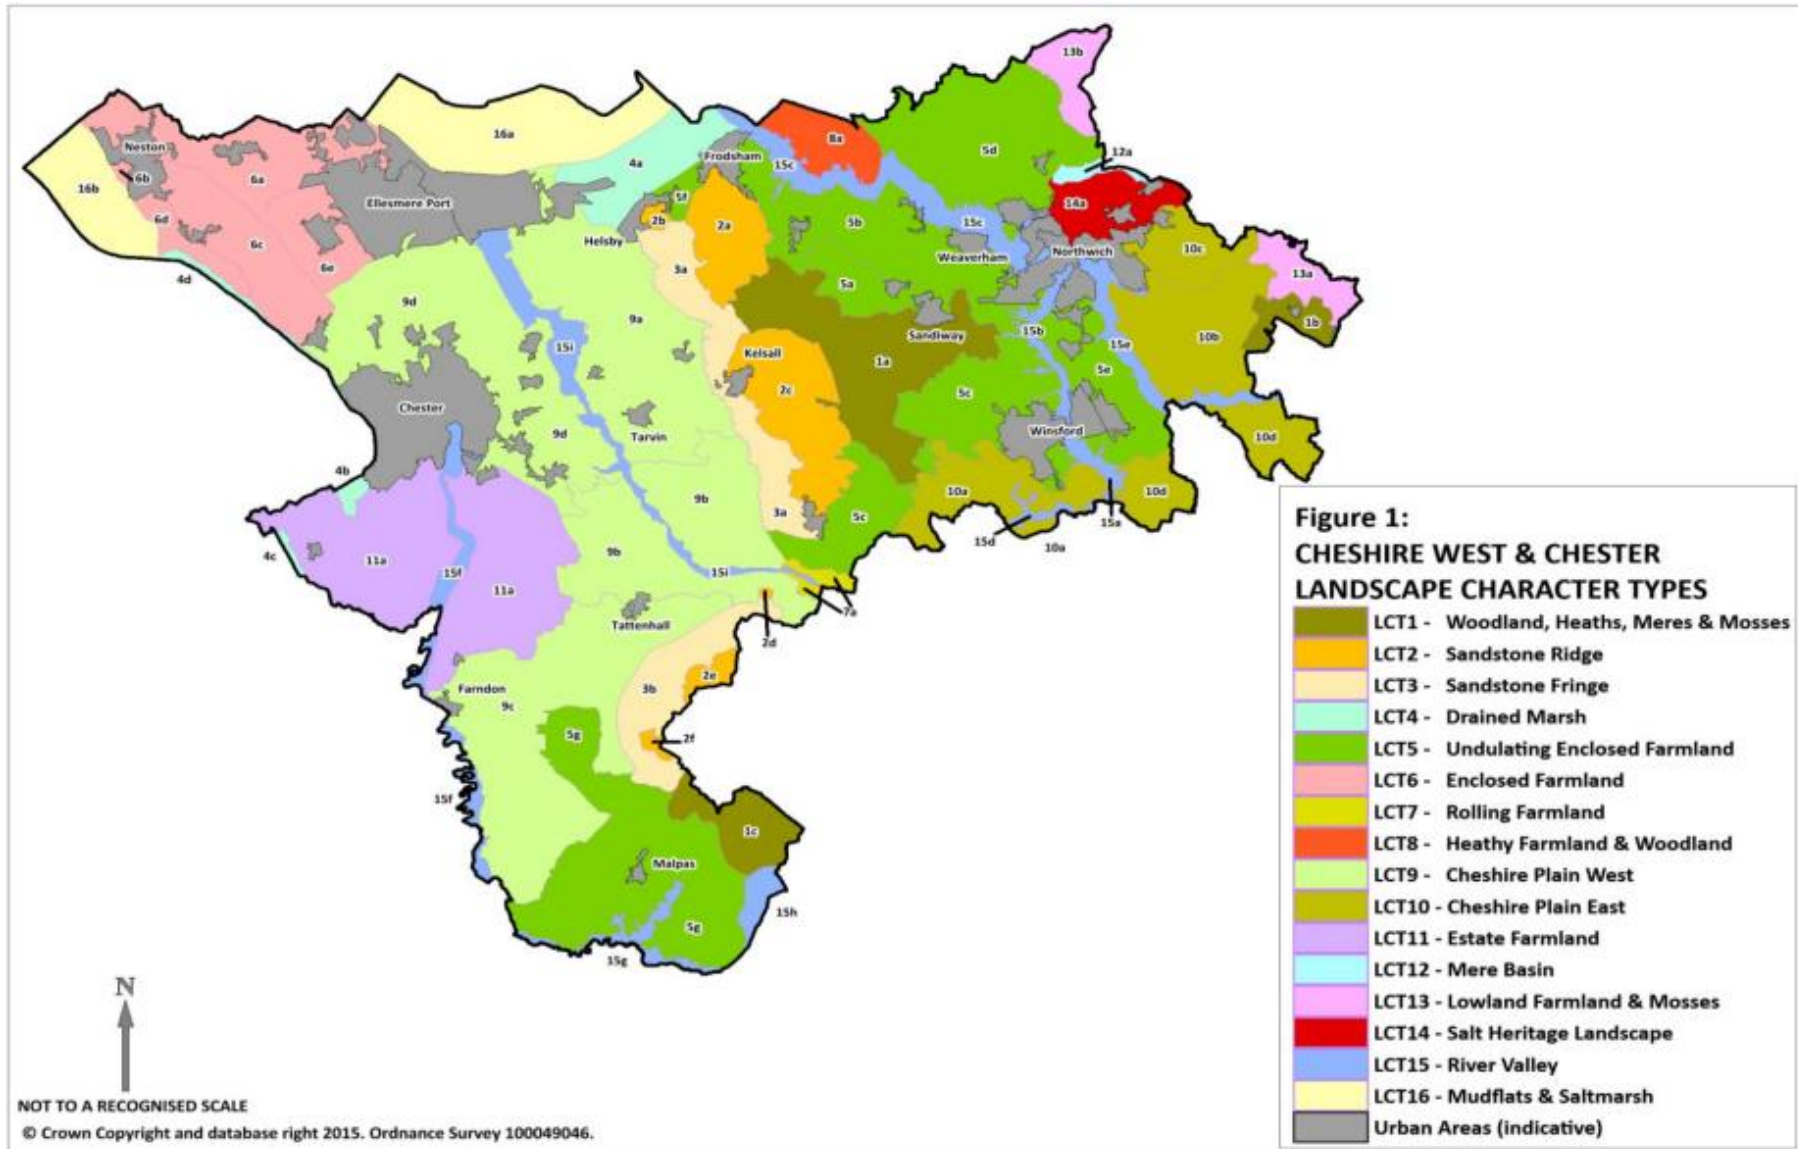 13b
16a
8a
12a
Neston
6b
6a
16b
4a
Frodsham
15c
5d
Ellesmere Port
6d
6c
6e
4d
5f
2b
2a
Helsby
3a
5b
15c
Weaverham
14a
Northwich
10c
13a
1b
9d
9a
5a
Sandiway
15b
15e
10b
15i
Kelsall
1a
2c
5c
5e
Chester
9d
Tarvin
Winsford
10d
4b
9b
3a
5c
10a
10d
15a
15d
10a
4c
11a
15f
11a
9b
15i
7a
2d
Tattenhall
3b
2e
Farndon
9c
5g
2f
15f
1c
Malpas
5g
15h
15g
Figure 1:
CHESHIRE WEST & CHESTER
LANDSCAPE CHARACTER TYPES
LCT1 - Woodland, Heaths, Meres & Mosses
LCT2 - Sandstone Ridge
LCT3 - Sandstone Fringe
LCT4 - Drained Marsh
LCT5 - Undulating Enclosed Farmland
LCT6 - Enclosed Farmland
LCT7 - Rolling Farmland
LCT8 - Heathy Farmland & Woodland
LCT9 - Cheshire Plain West
LCT10 - Cheshire Plain East
LCT11 - Estate Farmland
LCT12 - Mere Basin
LCT13 - Lowland Farmland & Mosses
LCT14 - Salt Heritage Landscape
LCT15 - River Valley
LCT16 - Mudflats & Saltmarsh
Urban Areas (indicative)
N
NOT TO A RECOGNISED SCALE
© Crown Copyright and database right 2015. Ordnance Survey 100049046.